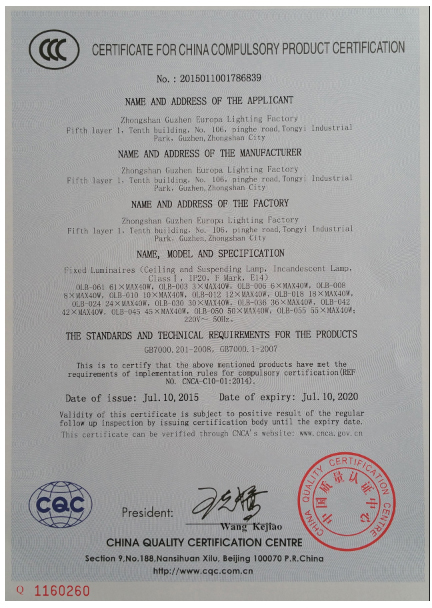 CCC
CERTIFICATE FOR CHINA COMPULSORY PRODUCT CERTIFICATION
No. : 2015011001786839
NAME AND ADDRESS OF THE APPLICANT
Zhongshan Guzhen Europa Lighting Factory
Fifth layer 1, Tenth building, No. 106, pinghe road, Tongyi Industrial
Park, Guzhen, Zhongshan City
NAME AND ADDRESS OF THE MANUFACTURER
Zhongshan Guzhen Europa Lighting Factory
Fifth layer 1, Tenth building, No. 106, pinghe road, Tongyi Industrial
Park, Guzhen, Zhongshan City
NAME AND ADDRESS OF THE FACTORY
Zhongshan Guzhen Europa Lighting Factory
Fifth layer 1, Tenth building, No. 106, pinghe road, Tongyi Industrial
Park, Guzhen, Zhongshan City
NAME, MODEL AND SPECIFICATION
Fixed Luminaires (Ceiling and Suspending Lamp, Incandescent Lamp,
Class I, IP20, F Mark, E14)
OLB-061 61×MAX40W, OLB-003 3×MAX40W, OLB-006 6×MAX40W, OLB-008
8×MAX40W, OLB-010 10×MAX40W, OLB-012 12×MAX40W, OLB-018 18×MAX40W,
OLB-024 24×MAX40W, OLB-030 30×MAX40W, OLB-036 36×MAX40W, OLB-042
42×MAX40W, OLB-045 45×MAX40W, OLB-050 50×MAX40W, OLB-055 55×MAX40W;
220V~ 50Hz.
THE STANDARDS AND TECHNICAL REQUIREMENTS FOR THE PRODUCTS
GB7000.201-2008, GB7000.1-2007
This is to certify that the above mentioned products have met the
requirements of implementation rules for compulsory certification(REF
NO. CNCA-C10-01:2014).
Date of issue: Jul.10,2015 Date of expiry: Jul.10,2020
Validity of this certificate is subject to positive result of the regular
follow up inspection by issuing certification body until the expiry date.
This certificate can be verified through CNCA's website: www.cnca.gov.cn
CQC
President:
Wang Kejiao
CHINA QUALITY CERTIFICATION CENTRE
中国质量认证中心
CHINA QUALITY CERTIFICATION CENTRE
Section 9,No.188,Nansihuan Xilu, Beijing 100070 P.R.China
http://www.cqc.com.cn
Q 1160260